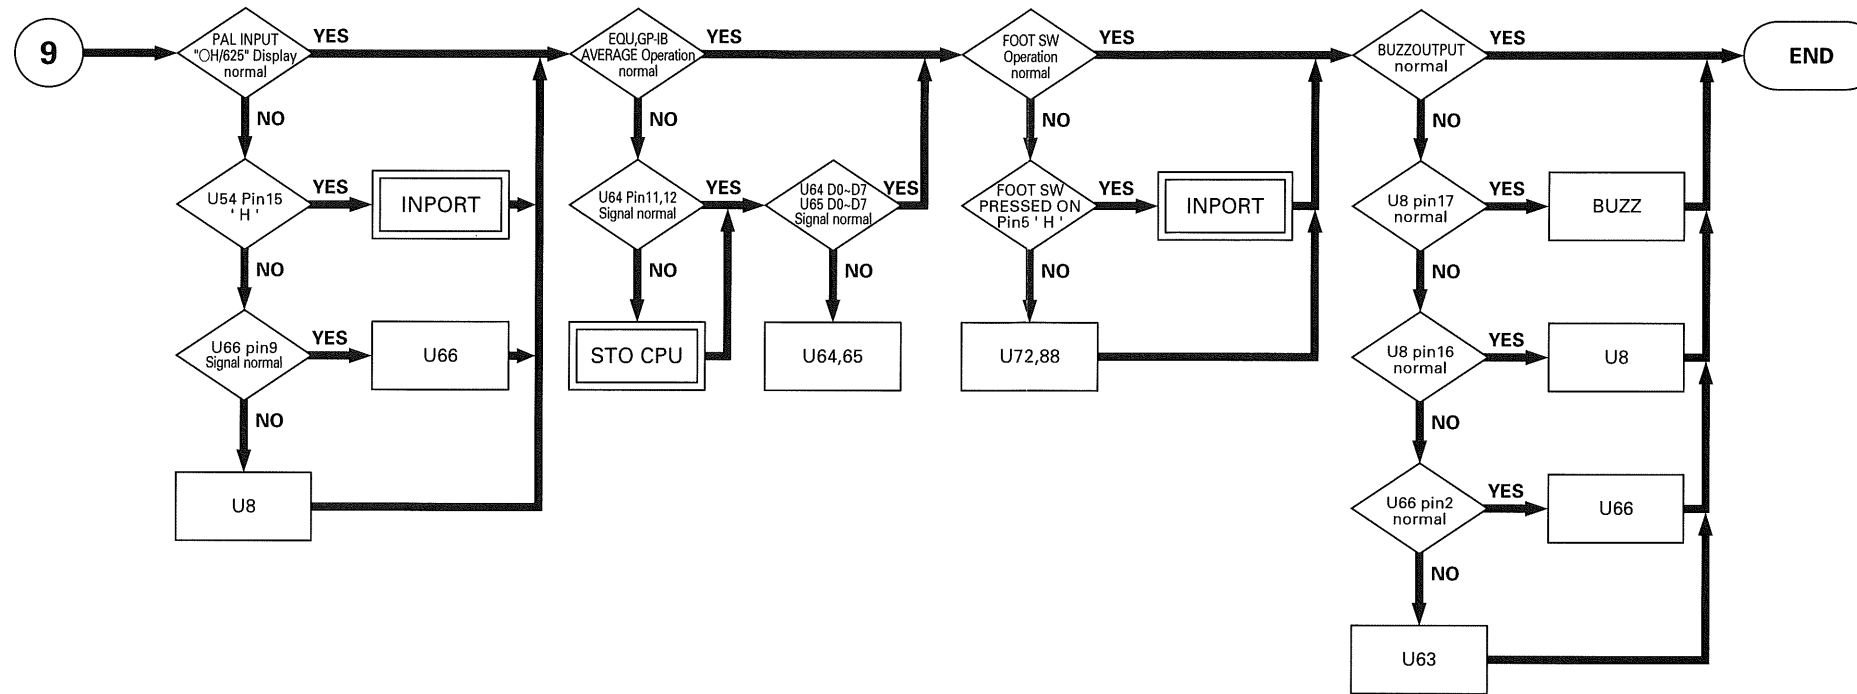 9
PAL INPUT
"OH/625" Display
normal
YES
NO
U54 Pin15
' H '
YES
INPORT
NO
U66 pin9
Signal normal
YES
U66
NO
U8
EQU,GP-IB
AVERAGE Operation
normal
YES
NO
U64 Pin11,12
Signal normal
YES
NO
STO CPU
U64 D0~D7
U65 D0~D7
Signal normal
YES
NO
U64,65
FOOT SW
Operation
normal
YES
NO
FOOT SW
PRESSED ON
Pin5 ' H '
YES
INPORT
NO
U72,88
BUZZOUTPUT
normal
YES
NO
U8 pin17
normal
YES
BUZZ
NO
U8 pin16
normal
YES
U8
NO
U66 pin2
normal
YES
U66
NO
U63
END